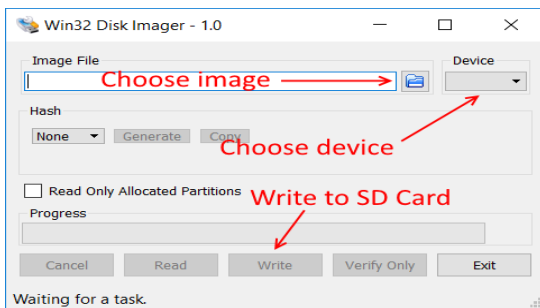 Win32 Disk Imager - 1.0
Image File
Device
Choose image
Hash
None Generate Copy
Choose device
Read Only Allocated Partitions
Write to SD Card
Progress
Cancel Read Write Verify Only Exit
Waiting for a task.